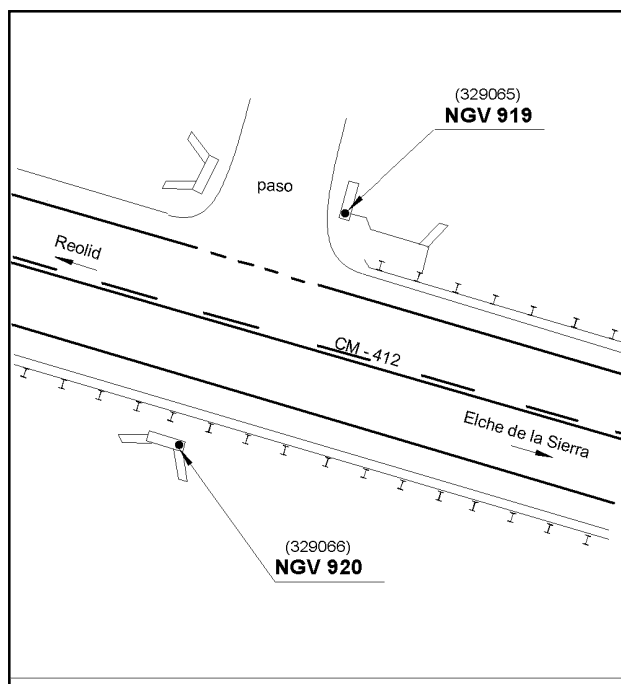 (329065)
NGV 919
paso
Reolid
CM - 412
Elche de la Sierra
(329066)
NGV 920